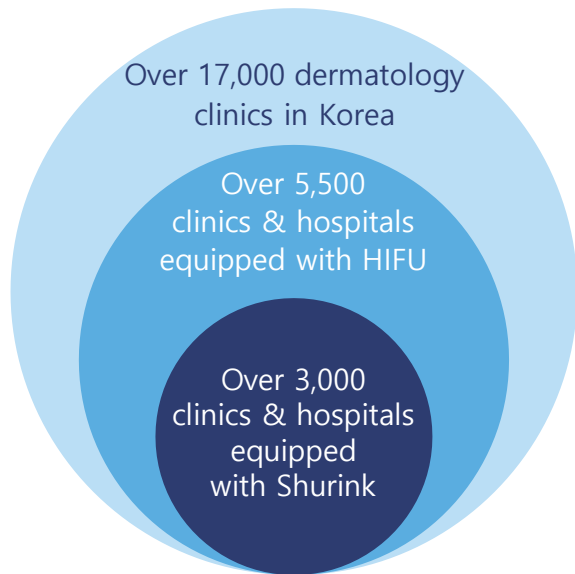 Over 17,000 dermatology
clinics in Korea
Over 5,500
clinics & hospitals
equipped with HIFU
Over 3,000
clinics & hospitals
equipped
with Shurink